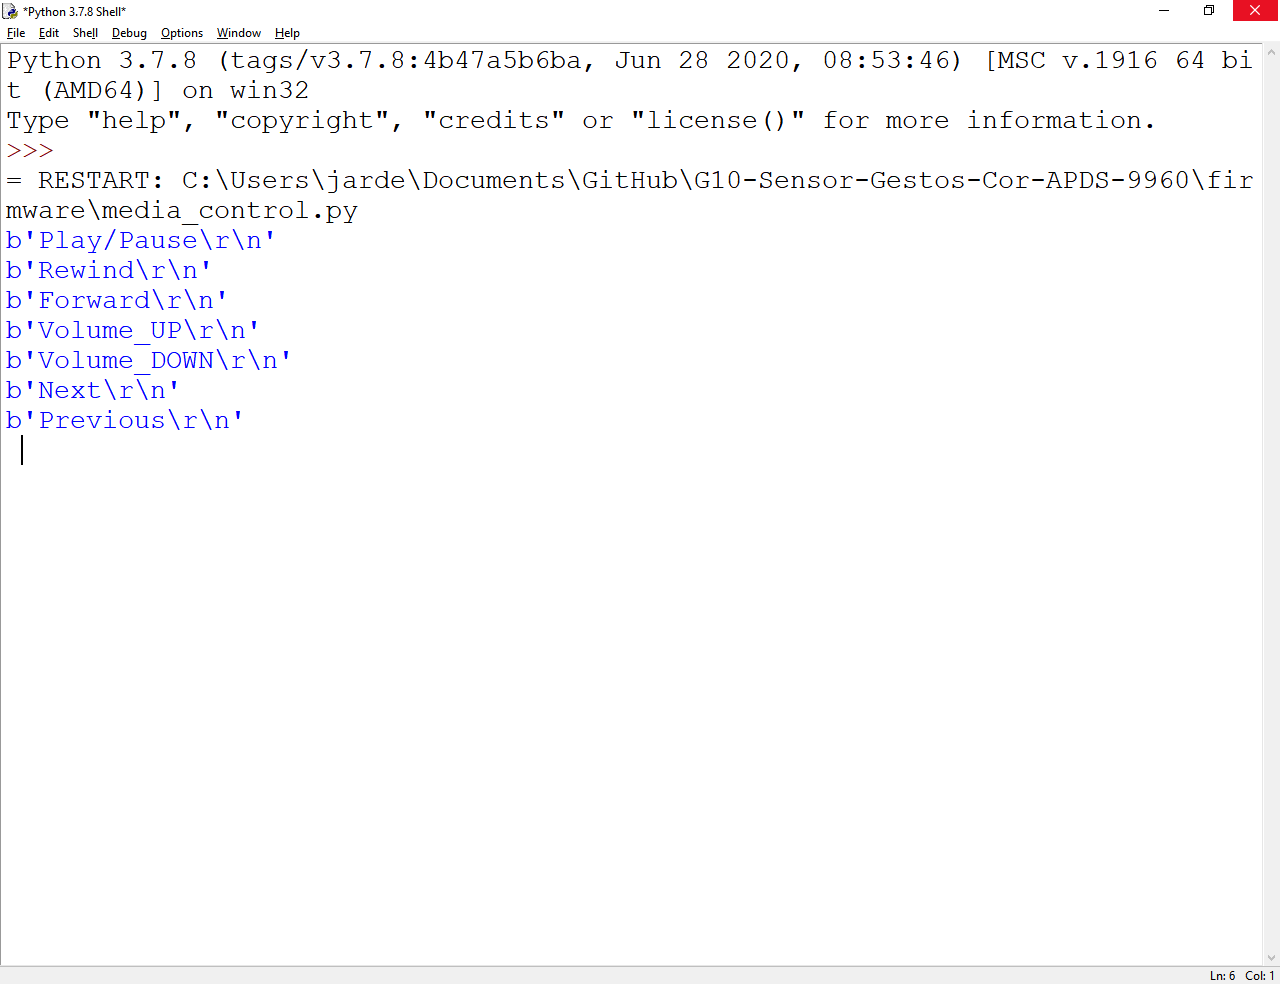 *Python 3.7.8 Shell*
File Edit Shell Debug Options Window Help
Python 3.7.8 (tags/v3.7.8:4b47a5b6ba, Jun 28 2020, 08:53:46) [MSC v.1916 64 bi
t (AMD64)] on win32
Type "help", "copyright", "credits" or "license()" for more information.
>>>
= RESTART: C:\Users\jarde\Documents\GitHub\G10-Sensor-Gestos-Cor-APDS-9960\fir
mware\media_control.py
b'Play/Pause\r\n'
b'Rewind\r\n'
b'Forward\r\n'
b'Volume_UP\r\n'
b'Volume_DOWN\r\n'
b'Next\r\n'
b'Previous\r\n'
Ln: 6 Col: 1